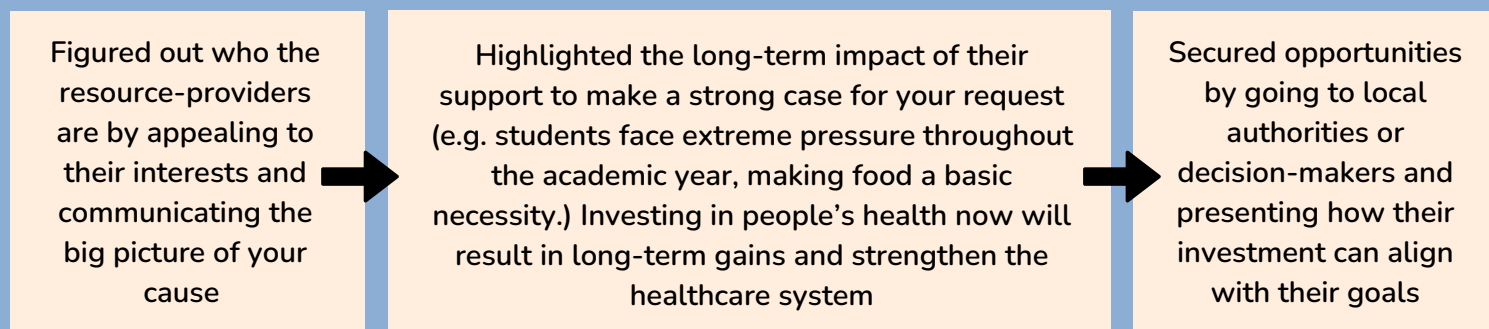 Figured out who the
resource-providers
are by appealing to
their interests and
communicating the
big picture of your
cause
Highlighted the long-term impact of their
support to make a strong case for your request
(e.g. students face extreme pressure throughout
the academic year, making food a basic
necessity.) Investing in people’s health now will
result in long-term gains and strengthen the
healthcare system
Secured opportunities
by going to local
authorities or
decision-makers and
presenting how their
investment can align
with their goals